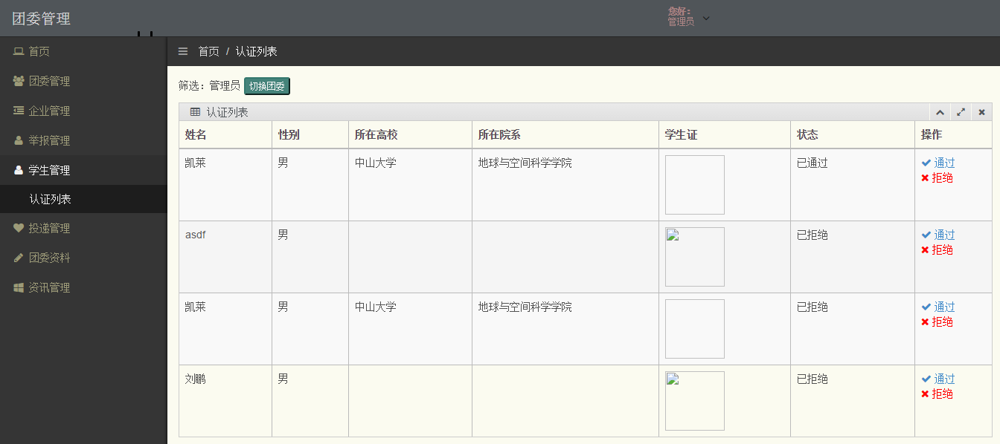 团委管理
您好：
管理员
首页
团委管理
企业管理
举报管理
学生管理
认证列表
投递管理
团委资料
资讯管理
首页 / 认证列表
筛选：管理员 切换团委
认证列表
姓名 性别 所在高校 所在院系 学生证 状态 操作
凯莱 男 中山大学 地球与空间科学学院 已通过 通过
拒绝
asdf 男 已拒绝 通过
拒绝
凯莱 男 中山大学 地球与空间科学学院 已拒绝 通过
拒绝
刘鹏 男 已拒绝 通过
拒绝